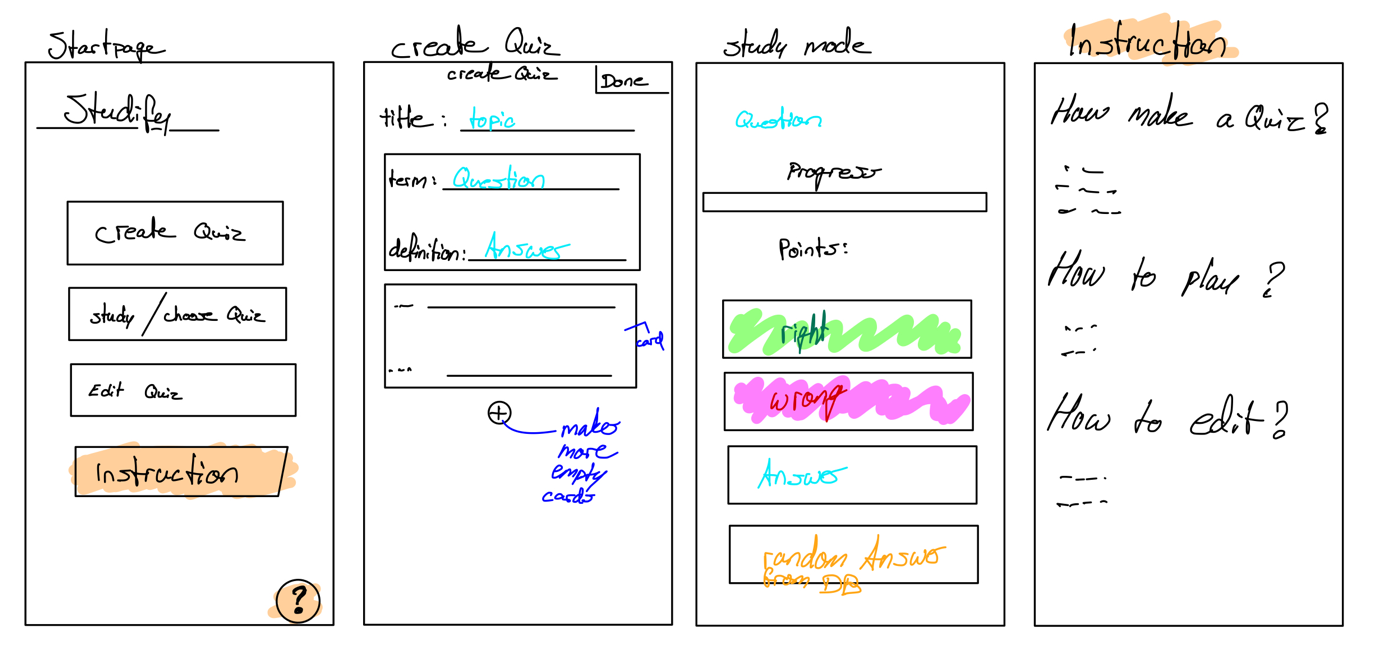 Startpage
Studify
create Quiz
study / choose Quiz
Edit Quiz
Instruction
?
create Quiz
create Quiz
Done
title: topic
term: Question
definition: Answer
card
+
makes
more
empty
cards
study mode
Question
Progress
Points:
right
wrong
Answer
random Answer
from DB
Instruction
How make a Quiz?
How to play?
How to edit?